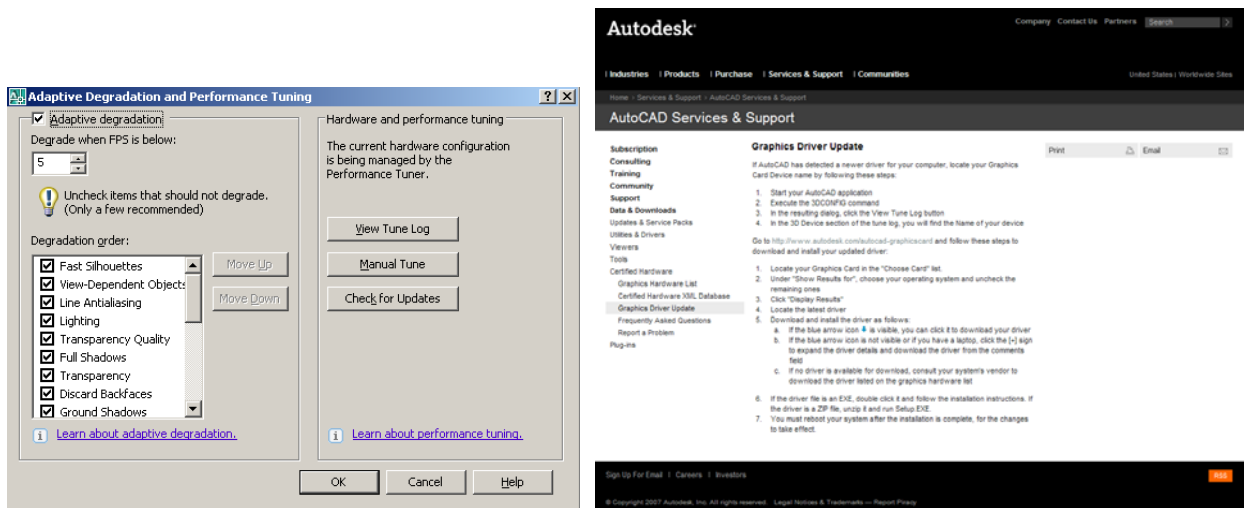 Adaptive Degradation and Performance Tuning
Adaptive degradation
Degrade when FPS is below:
5
Uncheck items that should not degrade.
(Only a few recommended)
Degradation order:
Fast Silhouettes
View-Dependent Objects
Line Antialiasing
Lighting
Transparency Quality
Full Shadows
Transparency
Discard Backfaces
Ground Shadows
Move Up
Move Down
Learn about adaptive degradation.
Hardware and performance tuning
The current hardware configuration
is being managed by the
Performance Tuner.
View Tune Log
Manual Tune
Check for Updates
Learn about performance tuning.
OK
Cancel
Help
Autodesk
Company Contact Us Partners Search
| Industries | Products | Purchase | Services & Support | Communities
United States | Worldwide Sites
Home > Services & Support > AutoCAD Services & Support
AutoCAD Services & Support
Subscription
Consulting
Training
Community
Support
Data & Downloads
Updates & Service Packs
Utilities & Drivers
Viewers
Tools
Certified Hardware
Graphics Hardware List
Certified Hardware XML Database
Graphics Driver Update
Frequently Asked Questions
Report a Problem
Plug-ins
Graphics Driver Update
If AutoCAD has detected a newer driver for your computer, locate your Graphics
Card Device name by following these steps:
1. Start your AutoCAD application
2. Execute the 3DCONFIG command
3. In the resulting dialog, click the View Tune Log button
4. In the 3D Device section of the tune log, you will find the Name of your device
Go to http://www.autodesk.com/autocad-graphicscard and follow these steps to
download and install your updated driver:
1. Locate your Graphics Card in the "Choose Card" list.
2. Under "Show Results for", choose your operating system and uncheck the
remaining ones
3. Click "Display Results"
4. Locate the latest driver
5. Download and install the driver as follows:
a. If the blue arrow icon is visible, you can click it to download your driver
b. If the blue arrow icon is not visible or if you have a laptop, click the [+] sign
to expand the driver details and download the driver from the comments
field
c. If no driver is available for download, consult your system's vendor to
download the driver listed on the graphics hardware list
6. If the driver file is an EXE, double click it and follow the installation instructions. If
the driver is a ZIP file, unzip it and run Setup.EXE.
7. You must reboot your system after the installation is complete, for the changes
to take effect.
Print
Email
Sign Up For Email | Careers | Investors
RSS
© Copyright 2007 Autodesk, Inc. All rights reserved. Legal Notices & Trademarks — Report Piracy